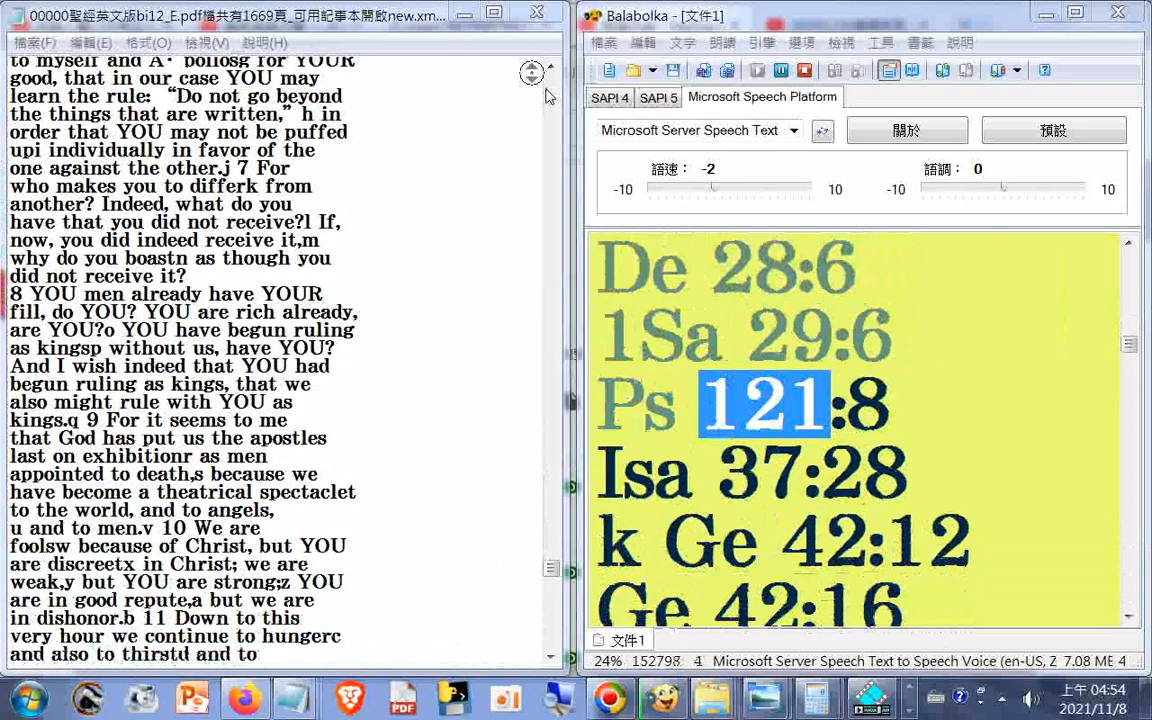 00000聖經英文版bi12_E.pdf檔共有1669頁_可用記事本開啟new.xm...
檔案(F) 編輯(E) 格式(O) 檢視(V) 說明(H)
to myself and A· pollosg for YOUR
good, that in our case YOU may
learn the rule: “Do not go beyond
the things that are written,” h in
order that YOU may not be puffed
upi individually in favor of the
one against the other.j 7 For
who makes you to differk from
another? Indeed, what do you
have that you did not receive?l If,
now, you did indeed receive it,m
why do you boastn as though you
did not receive it?
8 YOU men already have YOUR
fill, do YOU? YOU are rich already,
are YOU?o YOU have begun ruling
as kingsp without us, have YOU?
And I wish indeed that YOU had
begun ruling as kings, that we
also might rule with YOU as
kings.q 9 For it seems to me
that God has put us the apostles
last on exhibitionr as men
appointed to death,s because we
have become a theatrical spectaclet
to the world, and to angels,
u and to men.v 10 We are
foolsw because of Christ, but YOU
are discreetx in Christ; we are
weak,y but YOU are strong;z YOU
are in good repute,a but we are
in dishonor.b 11 Down to this
very hour we continue to hungerc
and also to thirstd and to
Balabolka - [文件1]
檔案 編輯 文字 朗讀 引擎 選項 檢視 工具 書籤 說明
SAPI 4 SAPI 5 Microsoft Speech Platform
Microsoft Server Speech Text 關於 預設
語速: -2 語調: 0
-10 10 -10 10
De 28:6
1Sa 29:6
Ps 121:8
Isa 37:28
k Ge 42:12
Ge 42:16
文件1
24% 152798 4 Microsoft Server Speech Text to Speech Voice (en-US, Z 7.08 MB 4
PDF
上午 04:54
2021/11/8